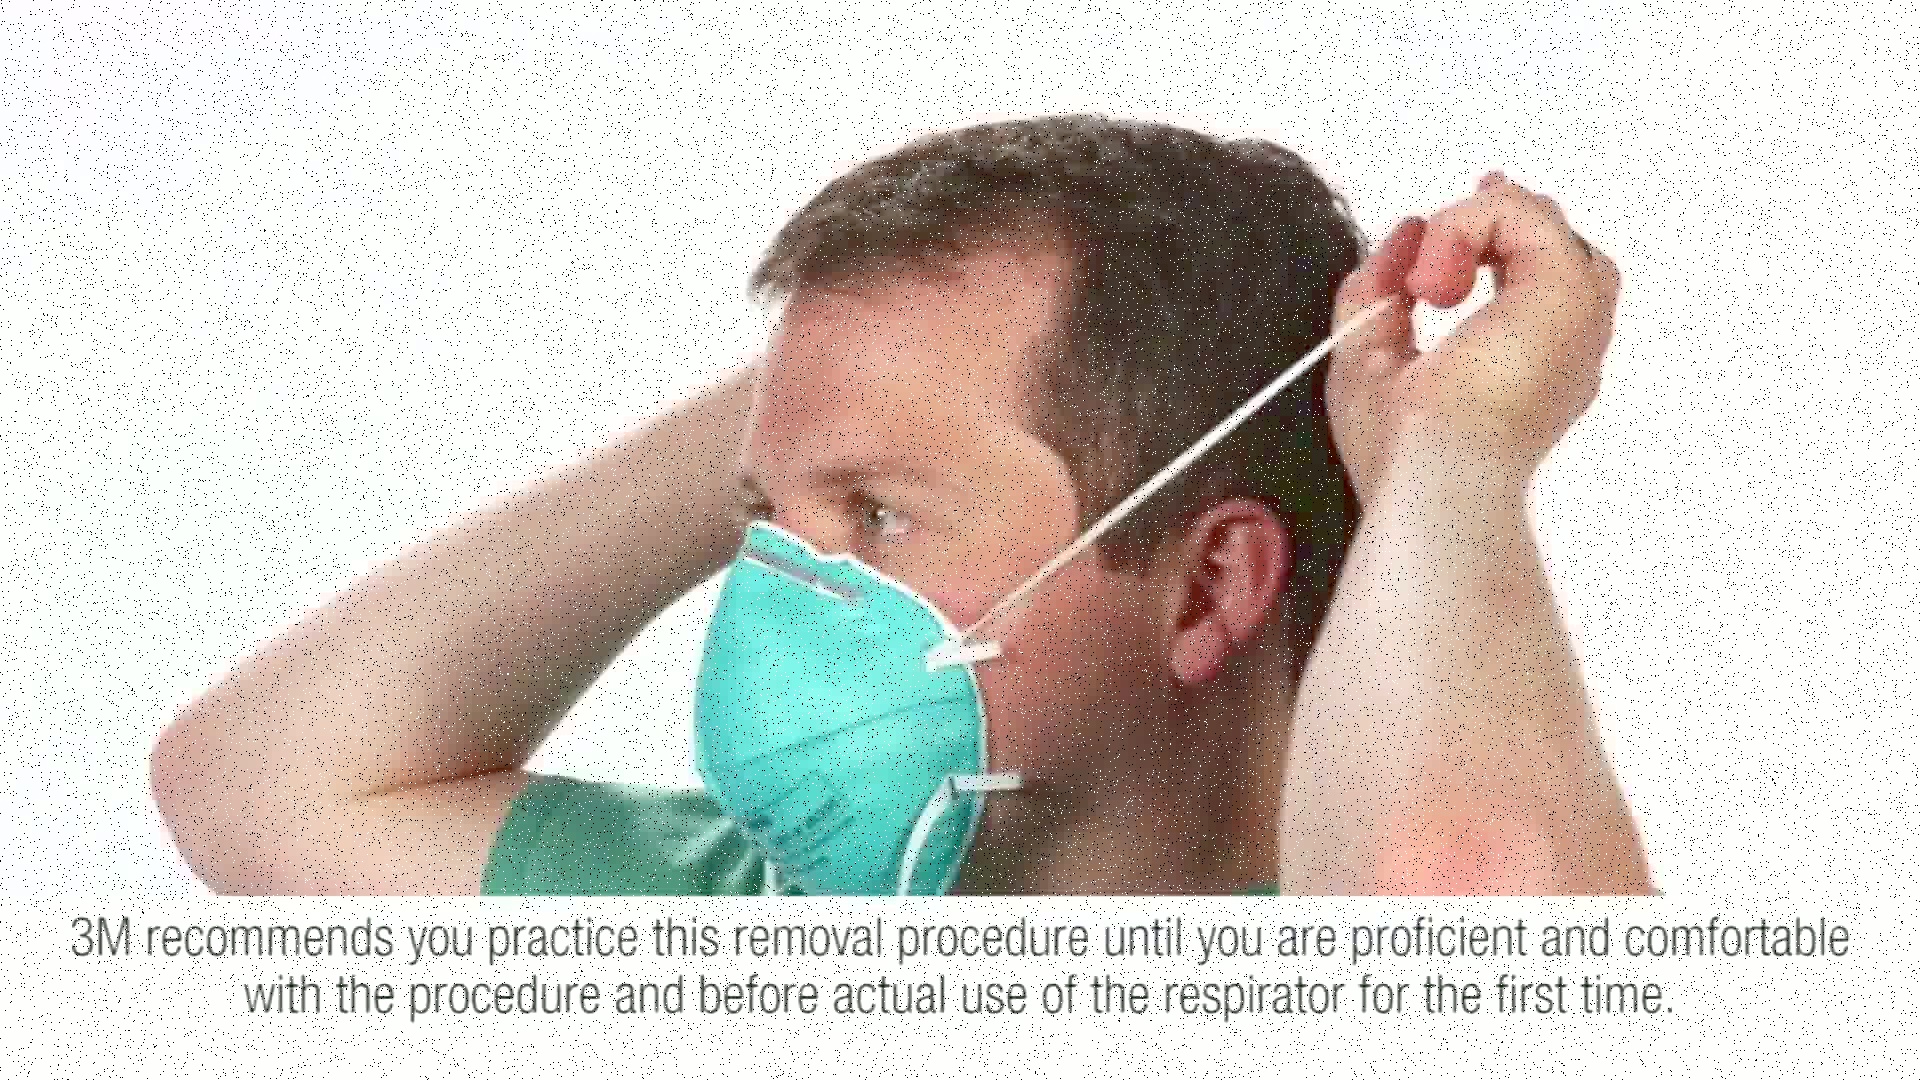 3M recommends you practice this removal procedure until you are proficient and comfortable
with the procedure and before actual use of the respirator for the first time.